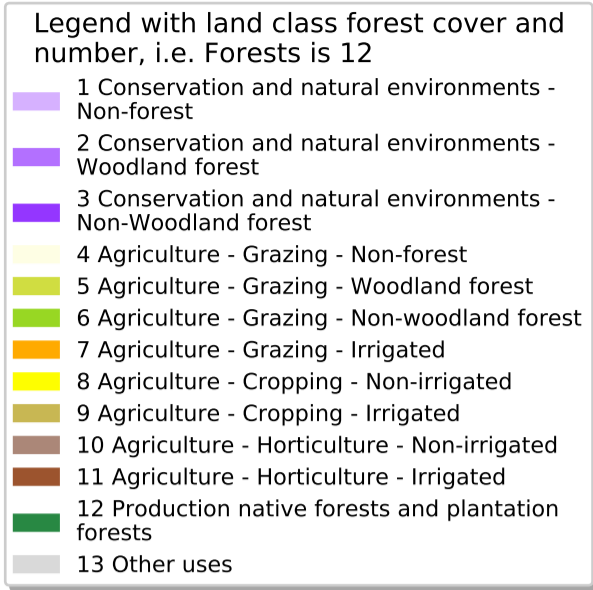 Legend with land class forest cover and
number, i.e. Forests is 12
1 Conservation and natural environments -
Non-forest
2 Conservation and natural environments -
Woodland forest
3 Conservation and natural environments -
Non-Woodland forest
4 Agriculture - Grazing - Non-forest
5 Agriculture - Grazing - Woodland forest
6 Agriculture - Grazing - Non-woodland forest
7 Agriculture - Grazing - Irrigated
8 Agriculture - Cropping - Non-irrigated
9 Agriculture - Cropping - Irrigated
10 Agriculture - Horticulture - Non-irrigated
11 Agriculture - Horticulture - Irrigated
12 Production native forests and plantation
forests
13 Other uses